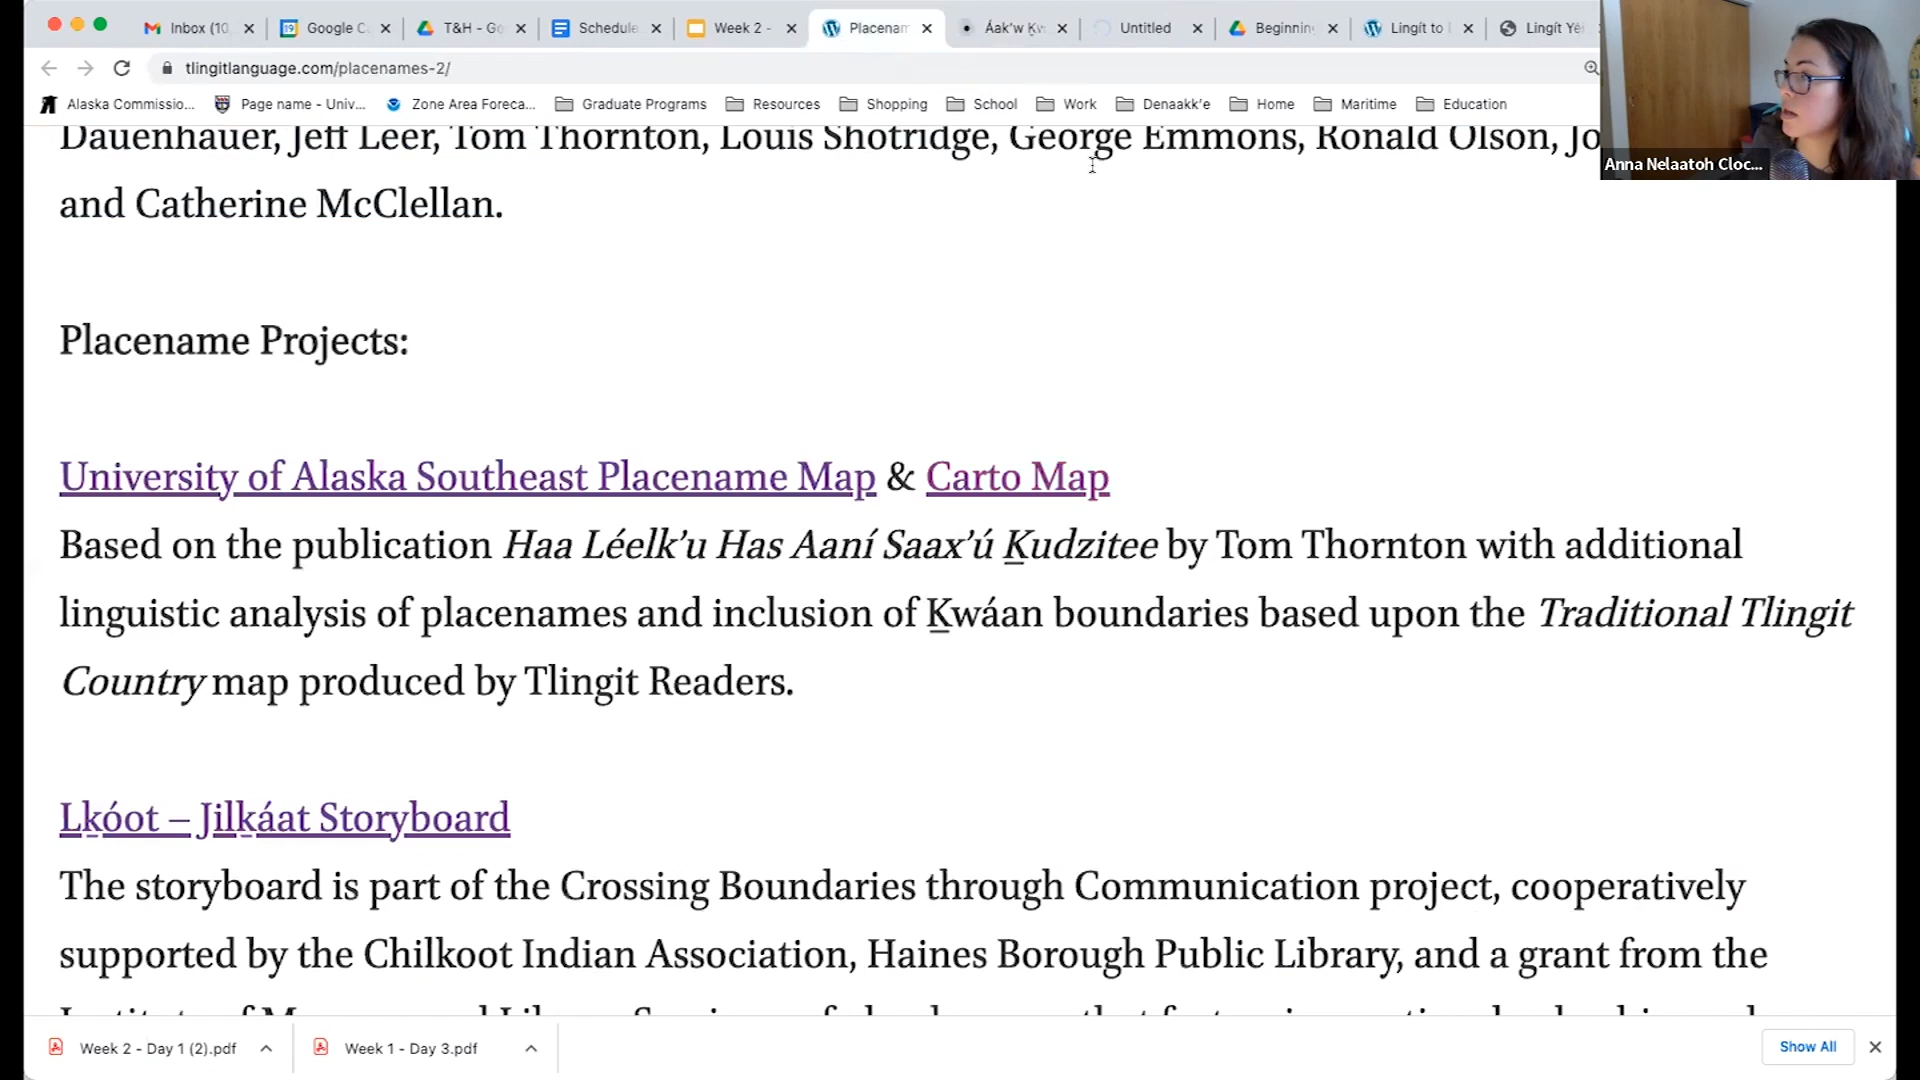 Inbox (10
Google C
T&H - Go
Schedule
Week 2 -
Placenam
Áak'w Ḵw
Untitled
Beginnin
Lingít to
Lingít Yéi
tlingitlanguage.com/placenames-2/
Alaska Commissio...
Page name - Univ...
Zone Area Foreca...
Graduate Programs
Resources
Shopping
School
Work
Denaakk'e
Home
Maritime
Education
Anna Nelaatoh Cloc...
Dauenhauer, Jeff Leer, Tom Thornton, Louis Shotridge, George Emmons, Ronald Olson, Jo
and Catherine McClellan.
Placename Projects:
University of Alaska Southeast Placename Map & Carto Map
Based on the publication Haa Léelk’u Has Aaní Saax’ú Ḵudzitee by Tom Thornton with additional
linguistic analysis of placenames and inclusion of Ḵwáan boundaries based upon the Traditional Tlingit
Country map produced by Tlingit Readers.
Lḵóot – Jilḵáat Storyboard
The storyboard is part of the Crossing Boundaries through Communication project, cooperatively
supported by the Chilkoot Indian Association, Haines Borough Public Library, and a grant from the
Week 2 - Day 1 (2).pdf
Week 1 - Day 3.pdf
Show All